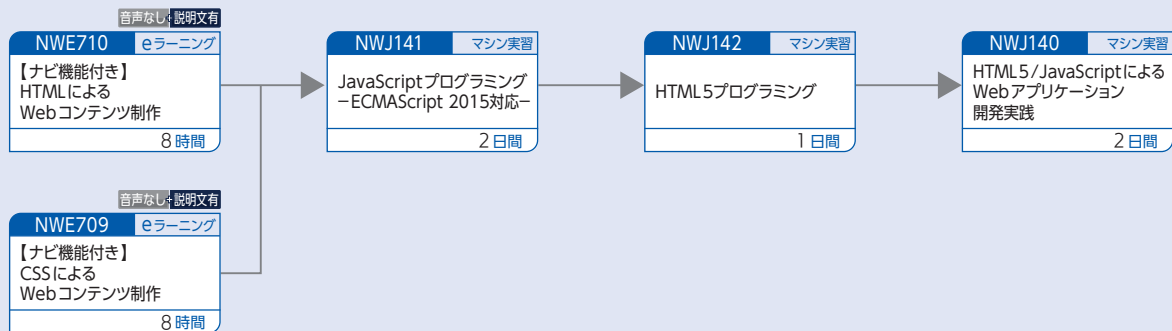 音声なし+説明文有
NWE710 eラーニング
【ナビ機能付き】
HTMLによる
Webコンテンツ制作
8時間
NWJ141 マシン実習
JavaScriptプログラミング
−ECMAScript 2015対応−
2日間
NWJ142 マシン実習
HTML5プログラミング
1日間
NWJ140 マシン実習
HTML5/JavaScriptによる
Webアプリケーション
開発実践
2日間
音声なし+説明文有
NWE709 eラーニング
【ナビ機能付き】
CSSによる
Webコンテンツ制作
8時間